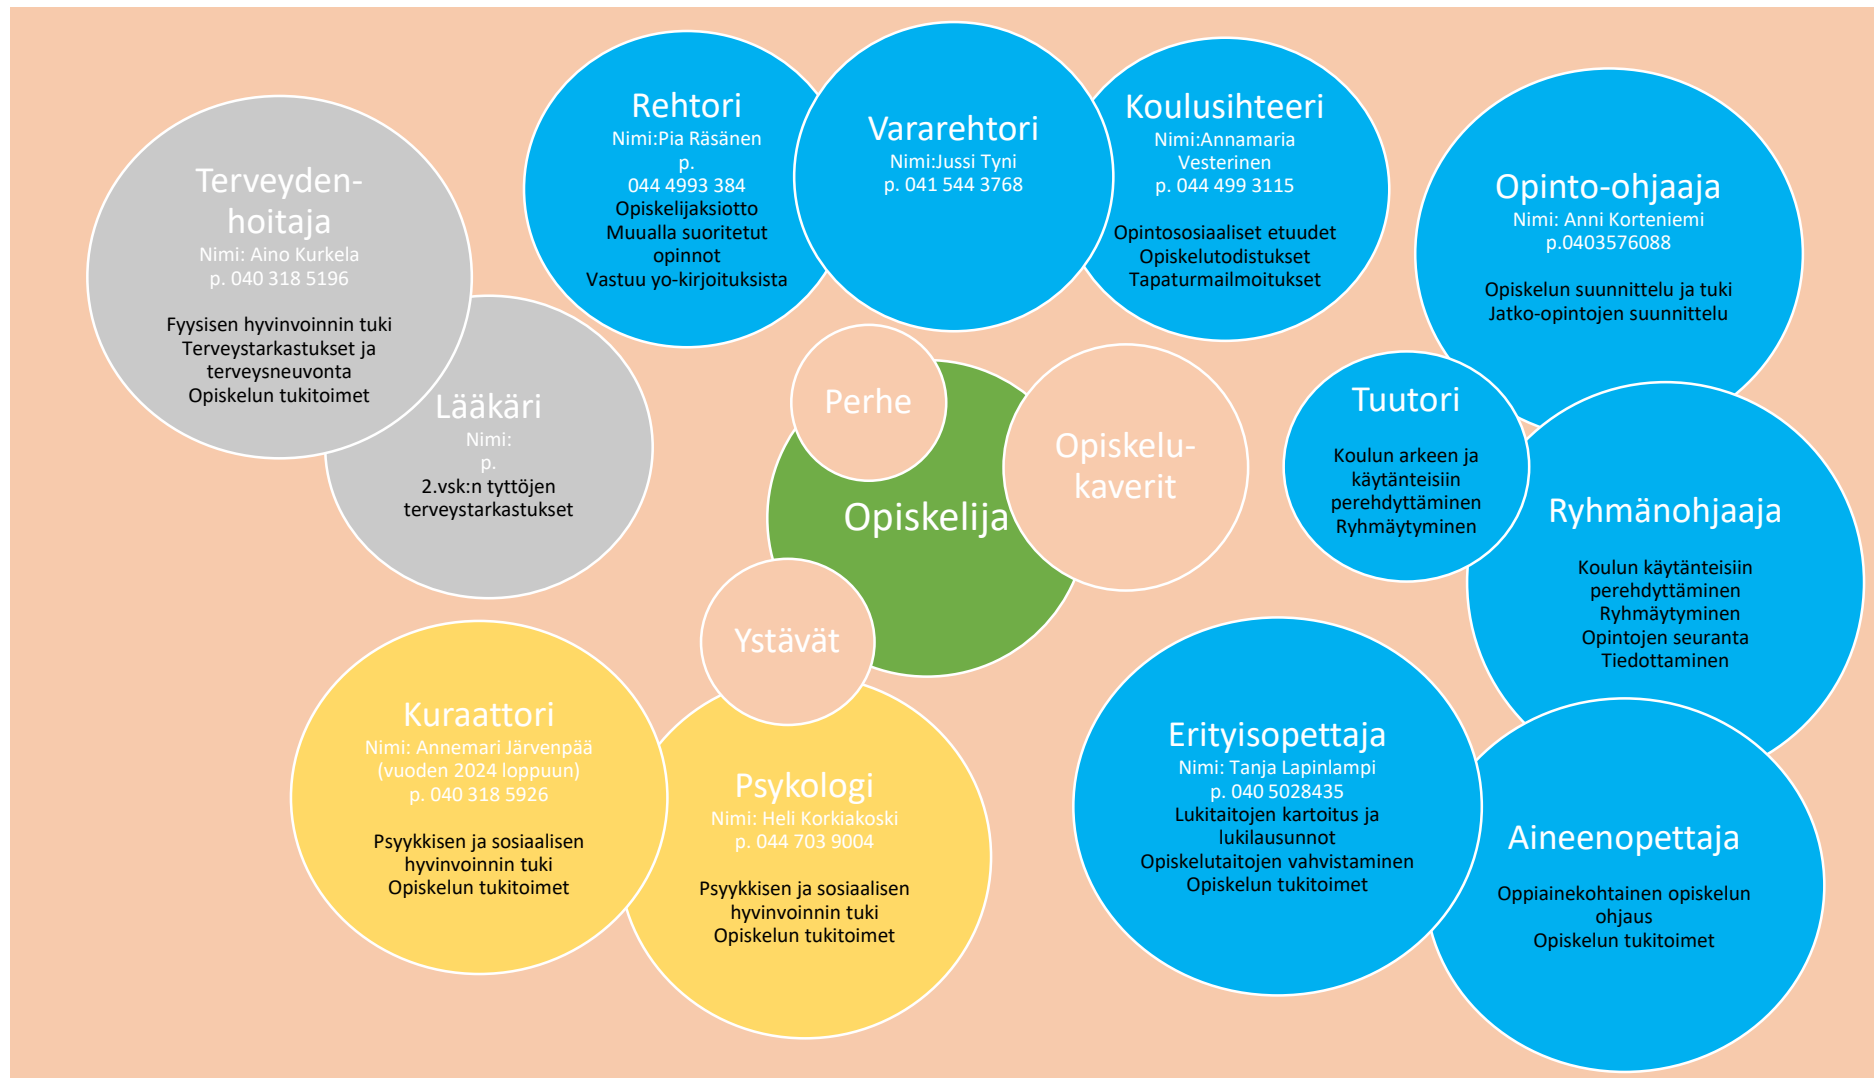 Terveyden-
hoitaja
Nimi: Aino Kurkela
p. 040 318 5196
Fyysisen hyvinvoinnin tuki
Terveystarkastukset ja
terveysneuvonta
Opiskelun tukitoimet
Lääkäri
Nimi:
p.
2.vsk:n tyttöjen
terveystarkastukset
Rehtori
Nimi:Pia Räsänen
p.
044 4993 384
Opiskelijaksiotto
Muualla suoritetut
opinnot
Vastuu yo-kirjoituksista
Vararehtori
Nimi:Jussi Tyni
p. 041 544 3768
Koulusihteeri
Nimi:Annamaria
Vesterinen
p. 044 499 3115
Opintososiaaliset etuudet
Opiskelutodistukset
Tapaturmailmoitukset
Opinto-ohjaaja
Nimi: Anni Korteniemi
p.0403576088
Opiskelun suunnittelu ja tuki
Jatko-opintojen suunnittelu
Tuutori
Koulun arkeen ja
käytänteisiin
perehdyttäminen
Ryhmäytyminen
Ryhmänohjaaja
Koulun käytänteisiin
perehdyttäminen
Ryhmäytyminen
Opintojen seuranta
Tiedottaminen
Perhe
Opiskelu-
kaverit
Opiskelija
Ystävät
Kuraattori
Nimi: Annemari Järvenpää
(vuoden 2024 loppuun)
p. 040 318 5926
Psyykkisen ja sosiaalisen
hyvinvoinnin tuki
Opiskelun tukitoimet
Psykologi
Nimi: Heli Korkiakoski
p. 044 703 9004
Psyykkisen ja sosiaalisen
hyvinvoinnin tuki
Opiskelun tukitoimet
Erityisopettaja
Nimi: Tanja Lapinlampi
p. 040 5028435
Lukitaitojen kartoitus ja
lukilausunnot
Opiskelutaitojen vahvistaminen
Opiskelun tukitoimet
Aineenopettaja
Oppiainekohtainen opiskelun
ohjaus
Opiskelun tukitoimet